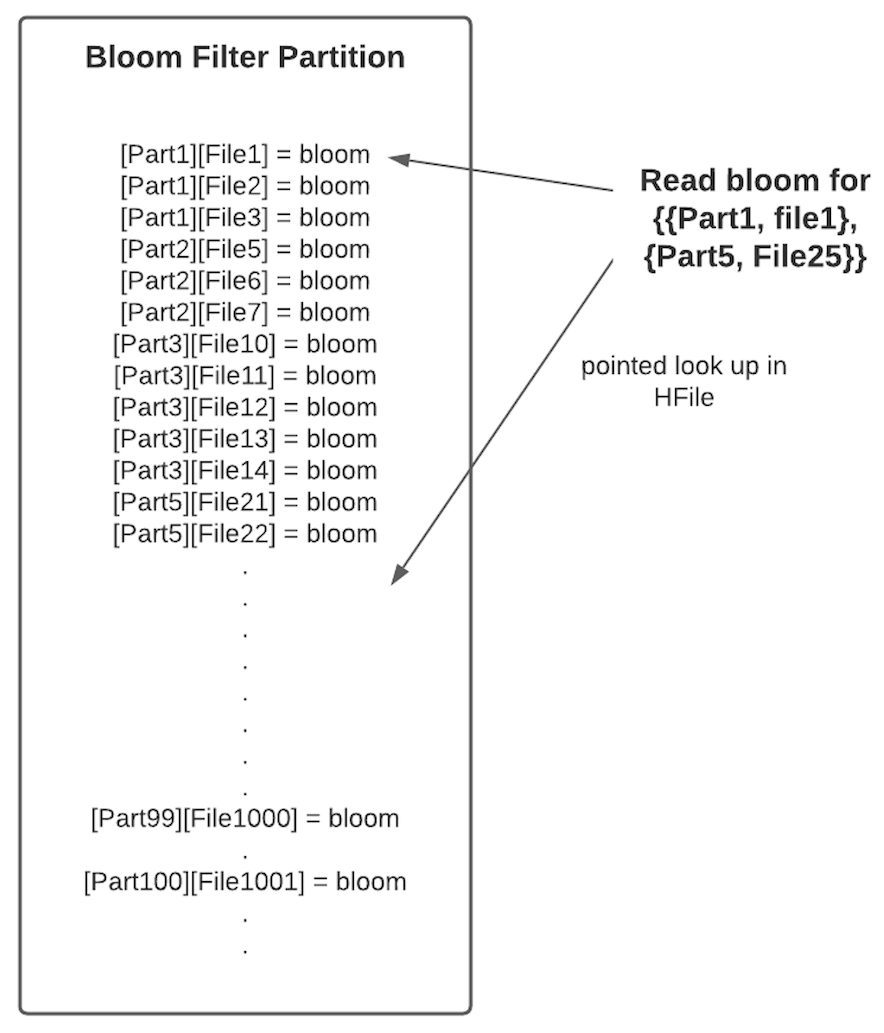 Bloom Filter Partition
[Part1][File1] = bloom
[Part1][File2] = bloom
[Part1][File3] = bloom
[Part2][File5] = bloom
[Part2][File6] = bloom
[Part2][File7] = bloom
[Part3][File10] = bloom
[Part3][File11] = bloom
[Part3][File12] = bloom
[Part3][File13] = bloom
[Part3][File14] = bloom
[Part5][File21] = bloom
[Part5][File22] = bloom
.
.
.
.
.
.
.
.
[Part99][File1000] = bloom
.
[Part100][File1001] = bloom
.
.
Read bloom for
{{Part1, file1},
{Part5, File25}}
pointed look up in
HFile